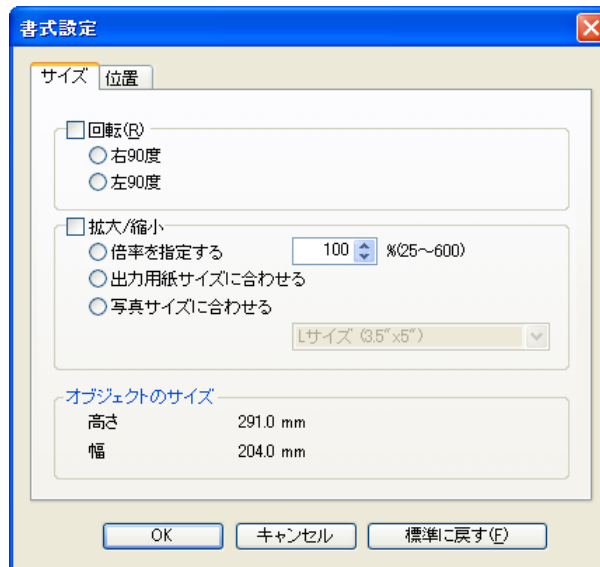 書式設定
サイズ 位置
回転(R)
右90度
左90度
拡大/縮小
倍率を指定する 100 %(25～600)
出力用紙サイズに合わせる
写真サイズに合わせる
Lサイズ (3.5"x5")
オブジェクトのサイズ
高さ 291.0 mm
幅 204.0 mm
OK キャンセル 標準に戻す(F)